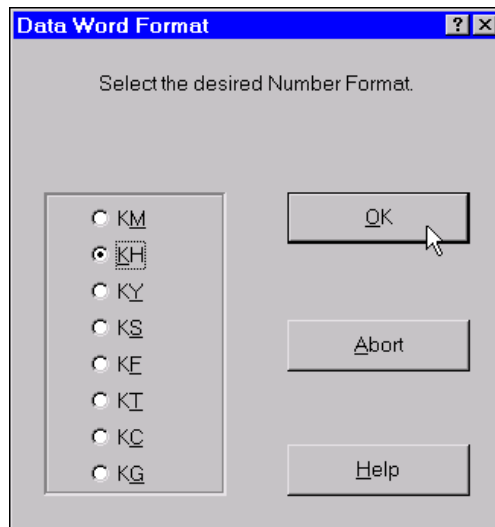 Data Word Format
Select the desired Number Format.
KM
KH
KY
KS
KF
KT
KC
KG
OK
Abort
Help